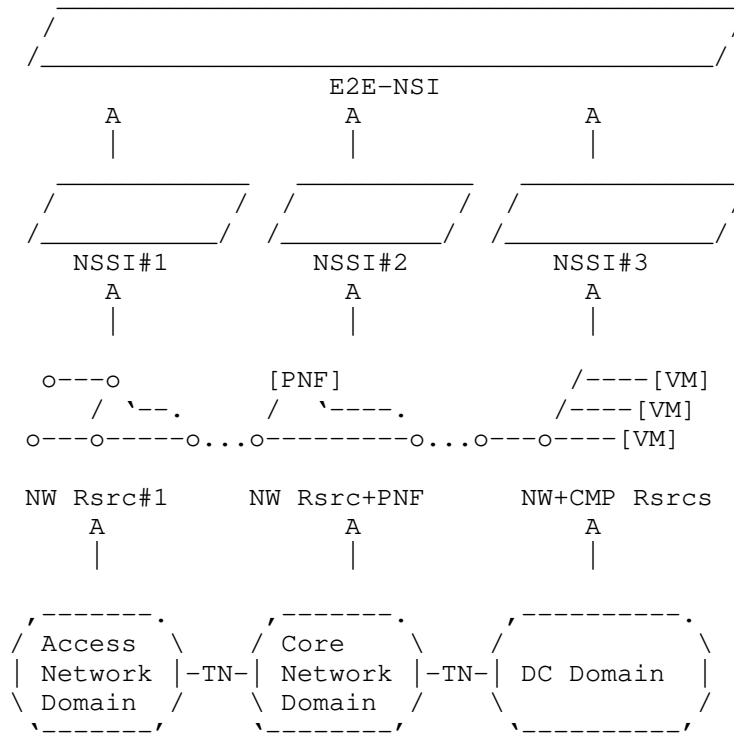 E2E-NSI
A A A
NSSI#1 NSSI#2 NSSI#3
A A A
o---o [PNF] /----[VM]
/ `--. / `----. /----[VM]
o---o-----o...o---------o...o---o----[VM]
NW Rsrc#1 NW Rsrc+PNF NW+CMP Rsrcs
A A A
Access Core
Network -TN- Network -TN- DC Domain
Domain Domain